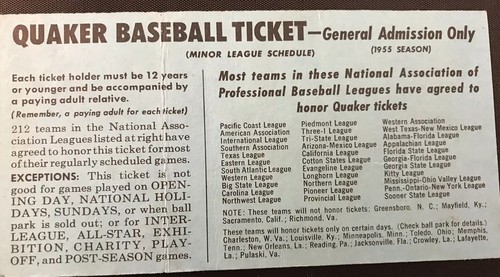 QUAKER BASEBALL TICKET—General Admission Only
(MINOR LEAGUE SCHEDULE) (1955 SEASON)
Each ticket holder must be 12 years
or younger and be accompanied by
a paying adult relative.
(Remember, a paying adult for each ticket)
212 teams in the National Asso-
ciation Leagues listed at right have
agreed to honor this ticket for most
of their regularly scheduled games.
EXCEPTIONS: This ticket is not
good for games played on OPEN-
ING DAY, NATIONAL HOLI-
DAYS, SUNDAYS, or when ball
park is sold out; or for INTER-
LEAGUE, ALL-STAR, EXHI-
BITION, CHARITY, PLAY-
OFF, and POST-SEASON games.
Most teams in these National Association of
Professional Baseball Leagues have agreed to
honor Quaker tickets
Pacific Coast League
American Association
International League
Southern Association
Texas League
Eastern League
South Atlantic League
Western League
Big State League
Carolina League
Northwest League
Piedmont League
Three-I League
Tri-State League
Arizona-Mexico League
California League
Cotton States League
Evangeline League
Longhorn League
Northern League
Pioneer League
Provincial League
Western Association
West Texas-New Mexico League
Alabama-Florida League
Appalachian League
Florida State League
Georgia-Florida League
Georgia State League
Kitty League
Mississippi-Ohio Valley League
Penn.-Ontario-New York League
Sooner State League
NOTE: These teams will not honor tickets: Greensboro, N. C.; Mayfield, Ky.;
Sacramento, Calif.; Richmond, Va.
These teams will honor tickets only on certain days. (Check ball park for details.)
Charleston, W. Va.; Louisville, Ky.; Minneapolis, Minn.; Toledo, Ohio; Memphis,
Tenn.; New Orleans, La.; Reading, Pa.; Jacksonville, Fla.; Crowley, La.; Lafayette,
La.; Pulaski, Va.